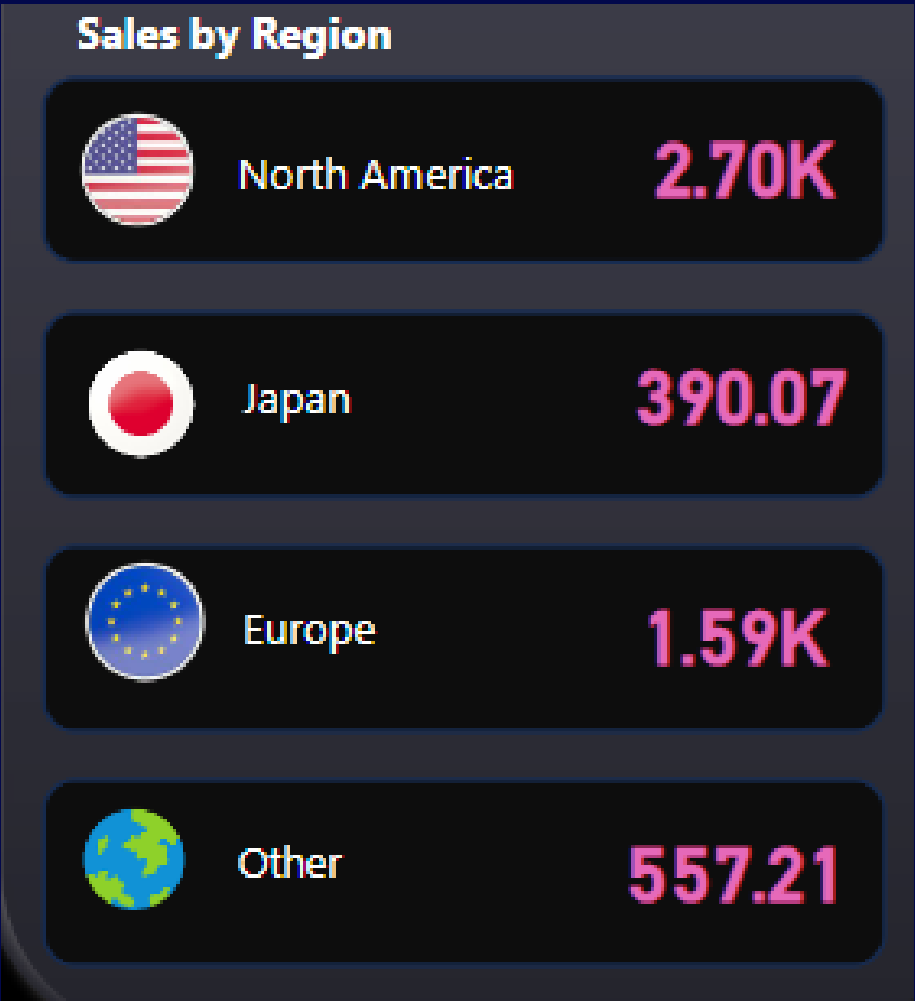 Sales by Region
North America 2.70K
Japan 390.07
Europe 1.59K
Other 557.21